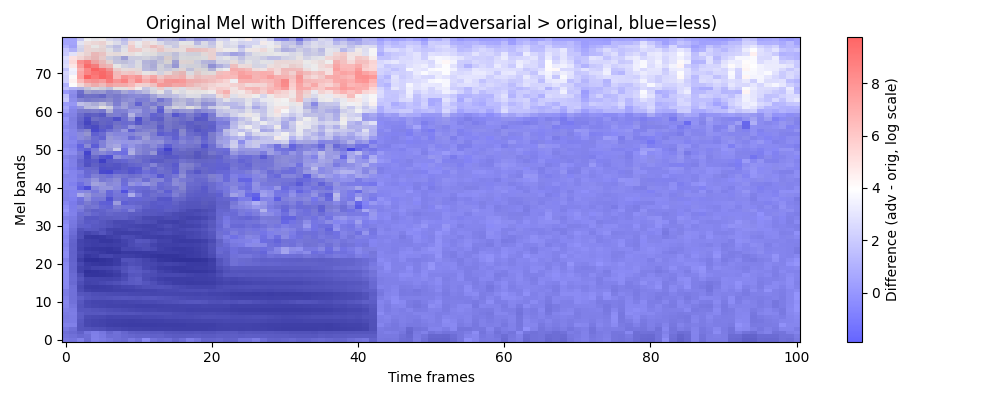 Original Mel with Differences (red=adversarial > original, blue=less)
Mel bands
70
60
50
40
30
20
10
0
0 20 40 60 80 100
Time frames
8
6
4
2
0
Difference (adv - orig, log scale)